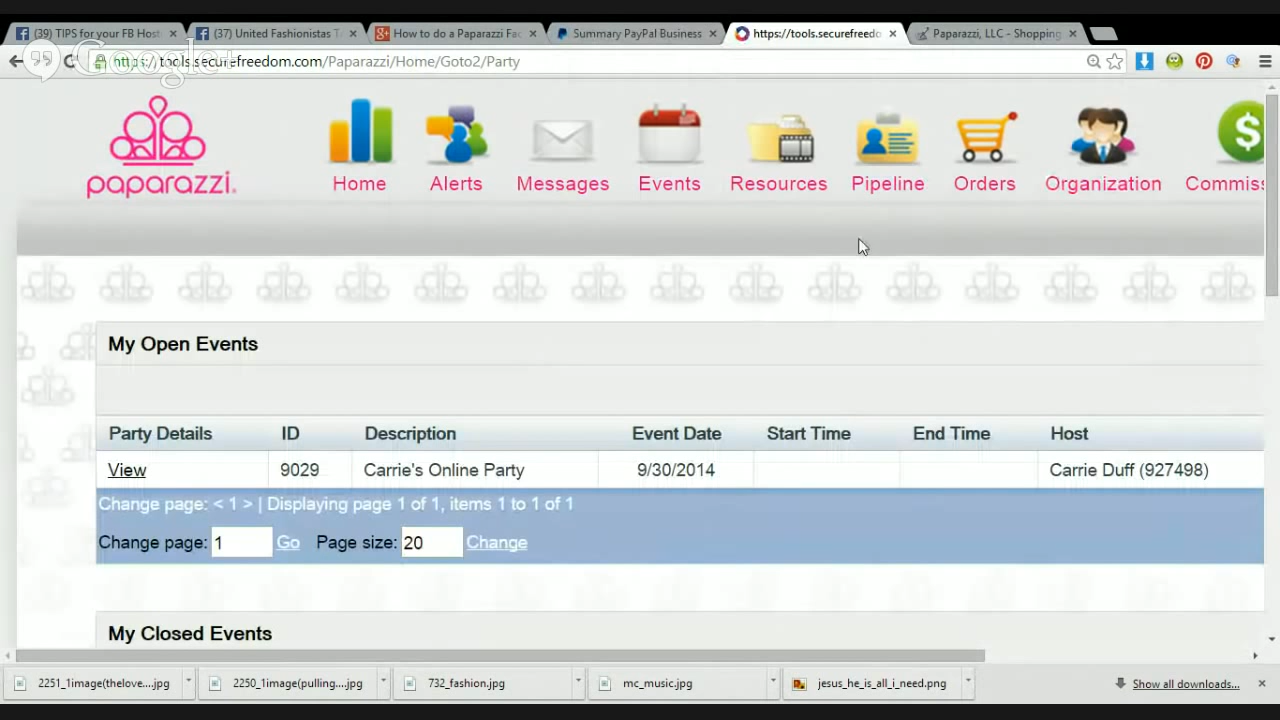 (39) TIPS for your FB Host
(37) United Fashionistas T
How to do a Paparazzi Fac
Summary PayPal Business
https://tools.securefreedo
Paparazzi, LLC - Shopping
Google+
https://tools.securefreedom.com/Paparazzi/Home/Goto2/Party
paparazzi.
Home
Alerts
Messages
Events
Resources
Pipeline
Orders
Organization
Commiss
My Open Events
Party Details ID Description Event Date Start Time End Time Host
View 9029 Carrie's Online Party 9/30/2014 Carrie Duff (927498)
Change page: < 1 > | Displaying page 1 of 1, items 1 to 1 of 1
Change page: 1 Go Page size: 20 Change
My Closed Events
2251_1image(thelove....jpg
2250_1image(pulling....jpg
732_fashion.jpg
mc_music.jpg
jesus_he_is_all_i_need.png
Show all downloads...